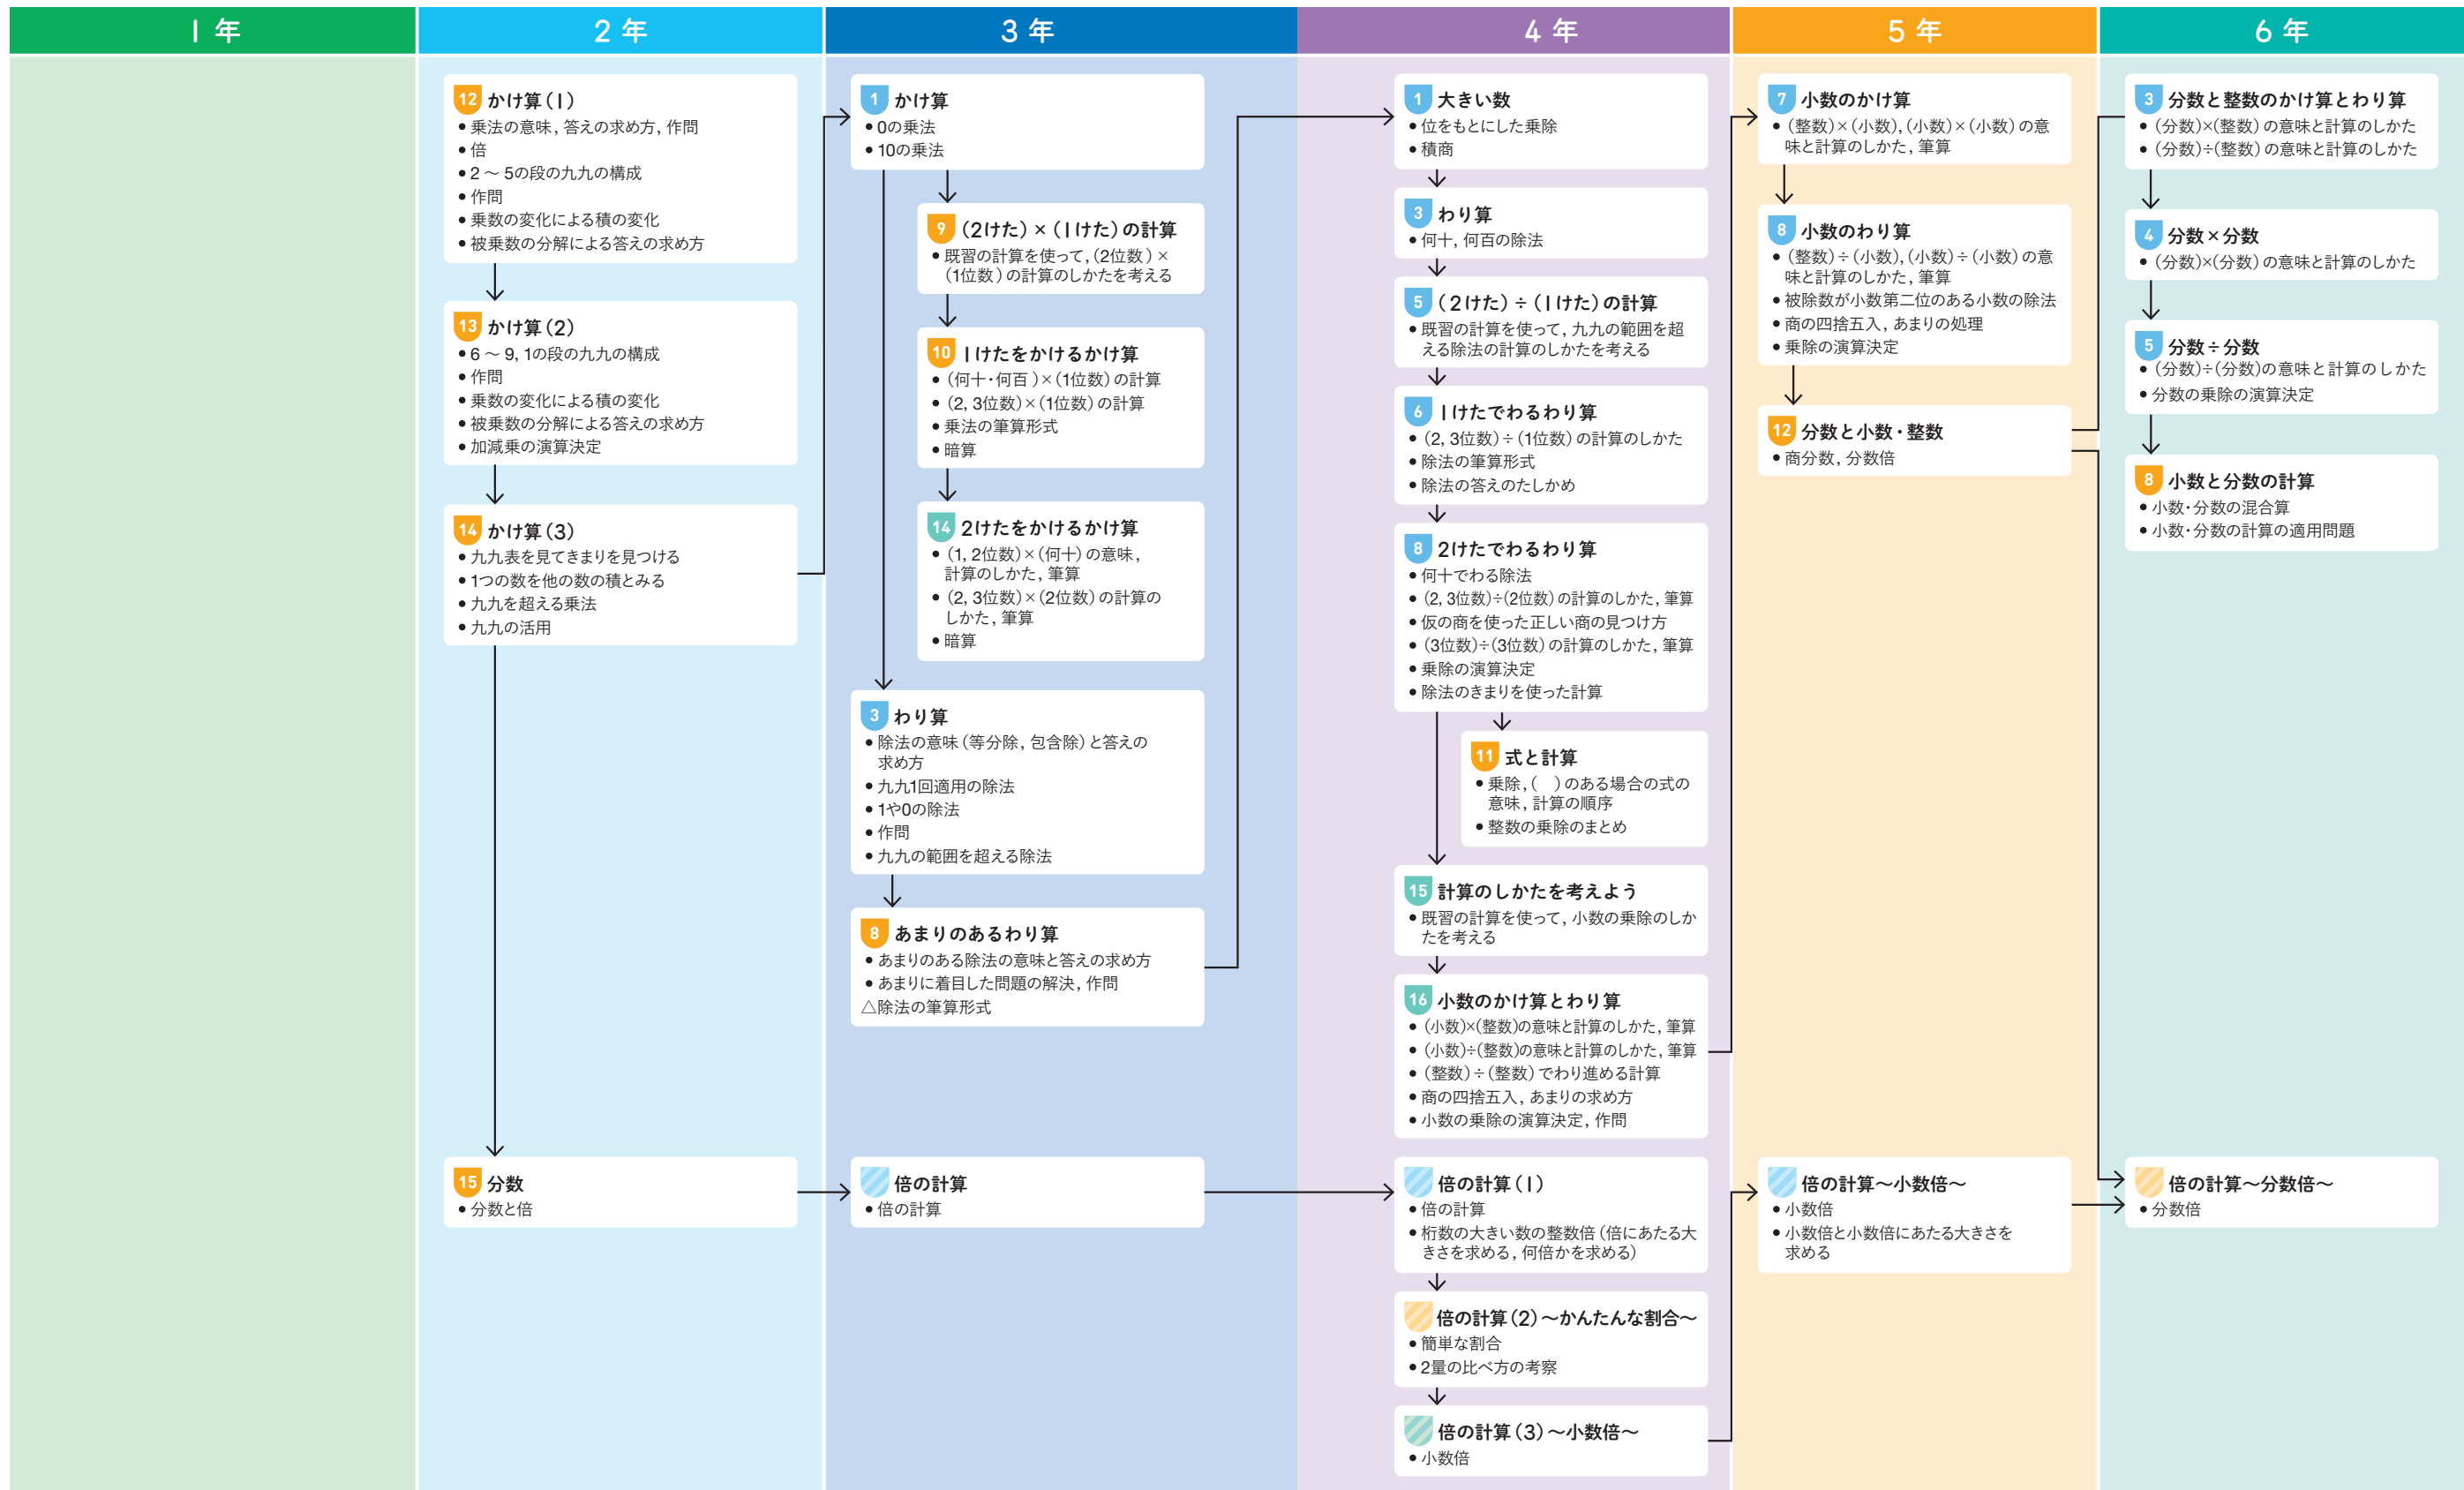 1 年
2 年
3 年
4 年
5 年
6 年
12 かけ算(1)
•乗法の意味, 答えの求め方, 作問
•倍
•2 〜 5の段の九九の構成
•作問
•乗数の変化による積の変化
•被乗数の分解による答えの求め方
13 かけ算(2)
•6 〜 9, 1の段の九九の構成
•作問
•乗数の変化による積の変化
•被乗数の分解による答えの求め方
•加減乗の演算決定
14 かけ算(3)
•九九表を見てきまりを見つける
•1つの数を他の数の積とみる
•九九を超える乗法
•九九の活用
15 分数
•分数と倍
1 かけ算
•0の乗法
•10の乗法
9 (2けた)×(1けた)の計算
•既習の計算を使って, (2位数)×
(1位数)の計算のしかたを考える
10 1けたをかけるかけ算
•(何十・何百)×(1位数)の計算
•(2, 3位数)×(1位数)の計算
•乗法の筆算形式
•暗算
14 2けたをかけるかけ算
•(1, 2位数)×(何十)の意味,
計算のしかた, 筆算
•(2, 3位数)×(2位数)の計算の
しかた, 筆算
•暗算
3 わり算
•除法の意味(等分除, 包含除)と答えの
求め方
•九九1回適用の除法
•1や0の除法
•作問
•九九の範囲を超える除法
8 あまりのあるわり算
•あまりのある除法の意味と答えの求め方
•あまりに着目した問題の解決, 作問
△除法の筆算形式
倍の計算
•倍の計算
1 大きい数
•位をもとにした乗除
•積商
3 わり算
•何十, 何百の除法
5 (2けた)÷(1けた)の計算
•既習の計算を使って, 九九の範囲を超
える除法の計算のしかたを考える
6 1けたでわるわり算
•(2, 3位数)÷(1位数)の計算のしかた
•除法の筆算形式
•除法の答えのたしかめ
8 2けたでわるわり算
•何十でわる除法
•(2, 3位数)÷(2位数)の計算のしかた, 筆算
•仮の商を使った正しい商の見つけ方
•(3位数)÷(3位数)の計算のしかた, 筆算
•乗除の演算決定
•除法のきまりを使った計算
11 式と計算
•乗除, (　)のある場合の式の
意味, 計算の順序
•整数の乗除のまとめ
15 計算のしかたを考えよう
•既習の計算を使って, 小数の乗除のしか
たを考える
16 小数のかけ算とわり算
•(小数)×(整数)の意味と計算のしかた, 筆算
•(小数)÷(整数)の意味と計算のしかた, 筆算
•(整数)÷(整数)でわり進める計算
•商の四捨五入, あまりの求め方
•小数の乗除の演算決定, 作問
倍の計算(1)
•倍の計算
•桁数の大きい数の整数倍(倍にあたる大
きさを求める, 何倍かを求める)
倍の計算(2)〜かんたんな割合〜
•簡単な割合
•2量の比べ方の考察
倍の計算(3)〜小数倍〜
•小数倍
7 小数のかけ算
•(整数)×(小数), (小数)×(小数)の意
味と計算のしかた, 筆算
8 小数のわり算
•(整数)÷(小数), (小数)÷(小数)の意
味と計算のしかた, 筆算
•被除数が小数第二位のある小数の除法
•商の四捨五入, あまりの処理
•乗除の演算決定
12 分数と小数・整数
•商分数, 分数倍
倍の計算〜小数倍〜
•小数倍
•小数倍と小数倍にあたる大きさを
求める
3 分数と整数のかけ算とわり算
•(分数)×(整数)の意味と計算のしかた
•(分数)÷(整数)の意味と計算のしかた
4 分数×分数
•(分数)×(分数)の意味と計算のしかた
5 分数÷分数
•(分数)÷(分数)の意味と計算のしかた
•分数の乗除の演算決定
8 小数と分数の計算
•小数・分数の混合算
•小数・分数の計算の適用問題
倍の計算〜分数倍〜
•分数倍